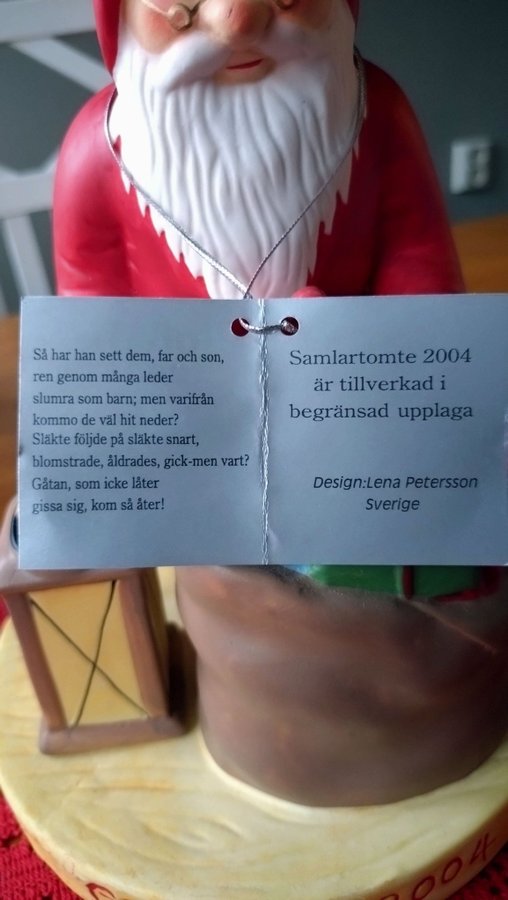 Så har han sett dem, far och son,
ren genom många leder
slumra som barn; men varifrån
kommo de väl hit neder?
Släkte följde på släkte snart,
blomstrade, åldrades, gick-men vart?
Gåtan, som icke låter
gissa sig, kom så åter!
Samlartomte 2004
är tillverkad i
begränsad upplaga
Design:Lena Petersson
Sverige
2004